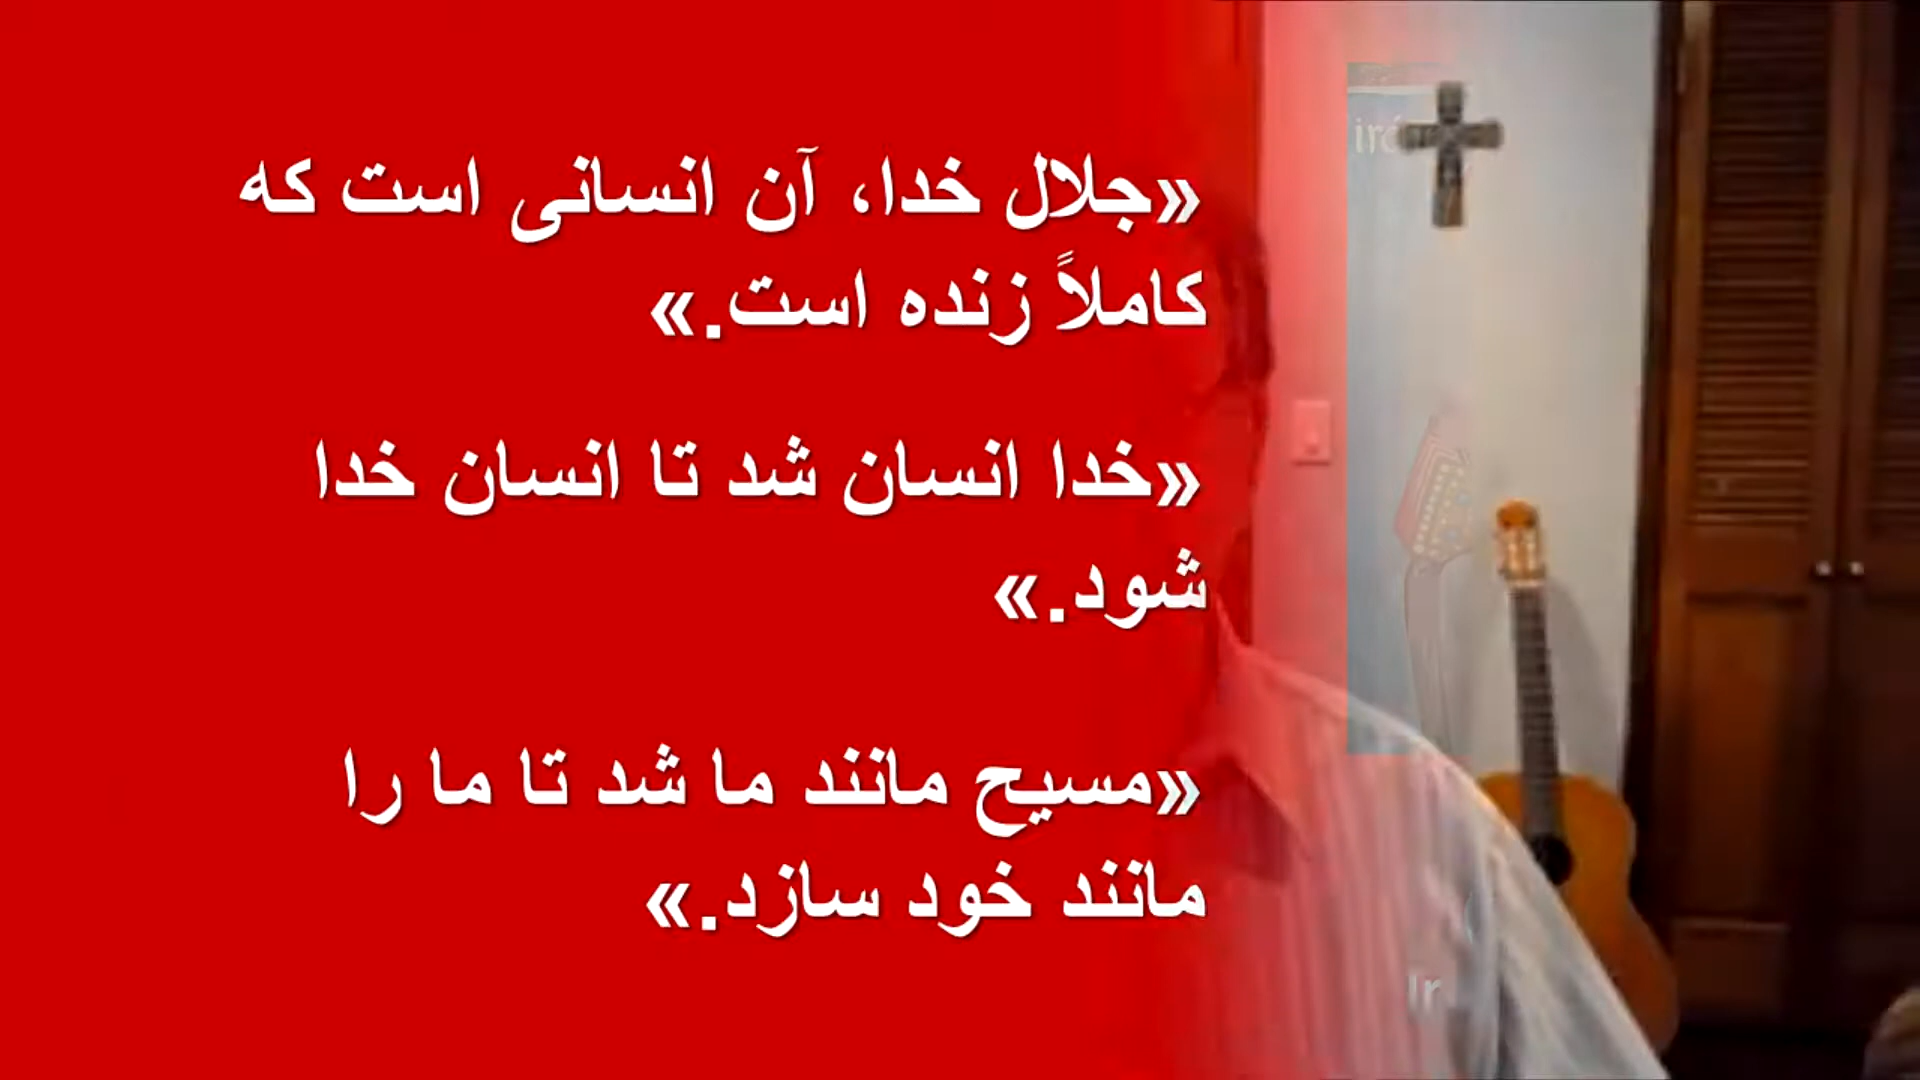 «جلال خدا، آن انسانی است که
کاملاً زنده است.»
«خدا انسان شد تا انسان خدا
شود.»
«مسیح مانند ما شد تا ما را
مانند خود سازد.»